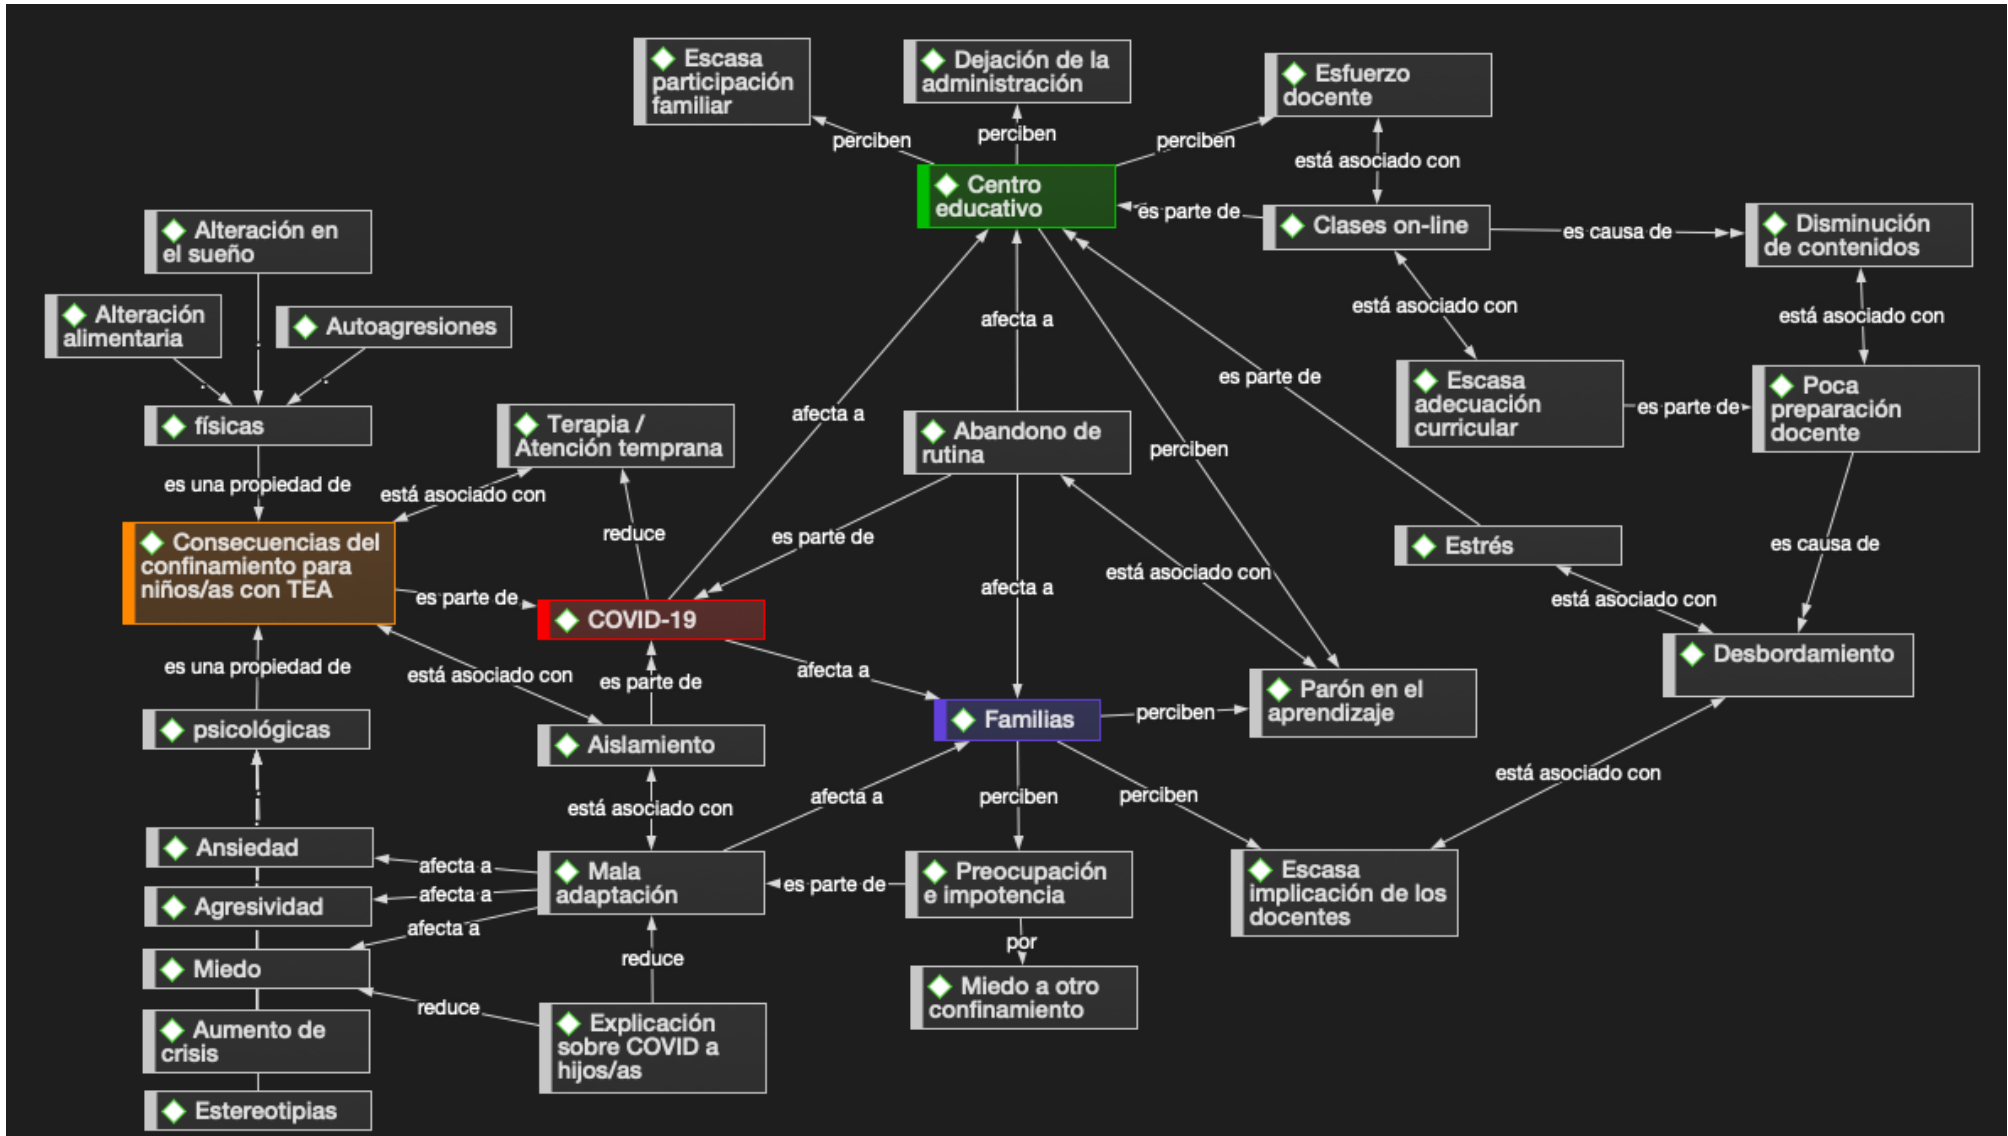 Escasa
participación
familiar
Dejación de la
administración
Esfuerzo
docente
perciben
perciben
perciben
está asociado con
Centro
educativo
es parte de
Clases on-line
es causa de
Disminución
de contenidos
Alteración en
el sueño
Alteración
alimentaria
Autoagresiones
afecta a
está asociado con
está asociado con
físicas
Terapia /
Atención temprana
afecta a
Abandono de
rutina
es parte de
perciben
Escasa
adecuación
curricular
es parte de
Poca
preparación
docente
es una propiedad de
está asociado con
reduce
es parte de
Estrés
es causa de
Consecuencias del
confinamiento para
niños/as con TEA
es parte de
COVID-19
afecta a
está asociado con
está asociado con
es una propiedad de
está asociado con
es parte de
afecta a
Desbordamiento
psicológicas
Aislamiento
Familias
perciben
Parón en el
aprendizaje
está asociado con
afecta a
perciben
perciben
está asociado con
Ansiedad
afecta a
Mala
adaptación
es parte de
Preocupación
e impotencia
Escasa
implicación de los
docentes
Agresividad
afecta a
afecta a
por
Miedo
reduce
Miedo a otro
confinamiento
reduce
Aumento de
crisis
Explicación
sobre COVID a
hijos/as
Estereotipias